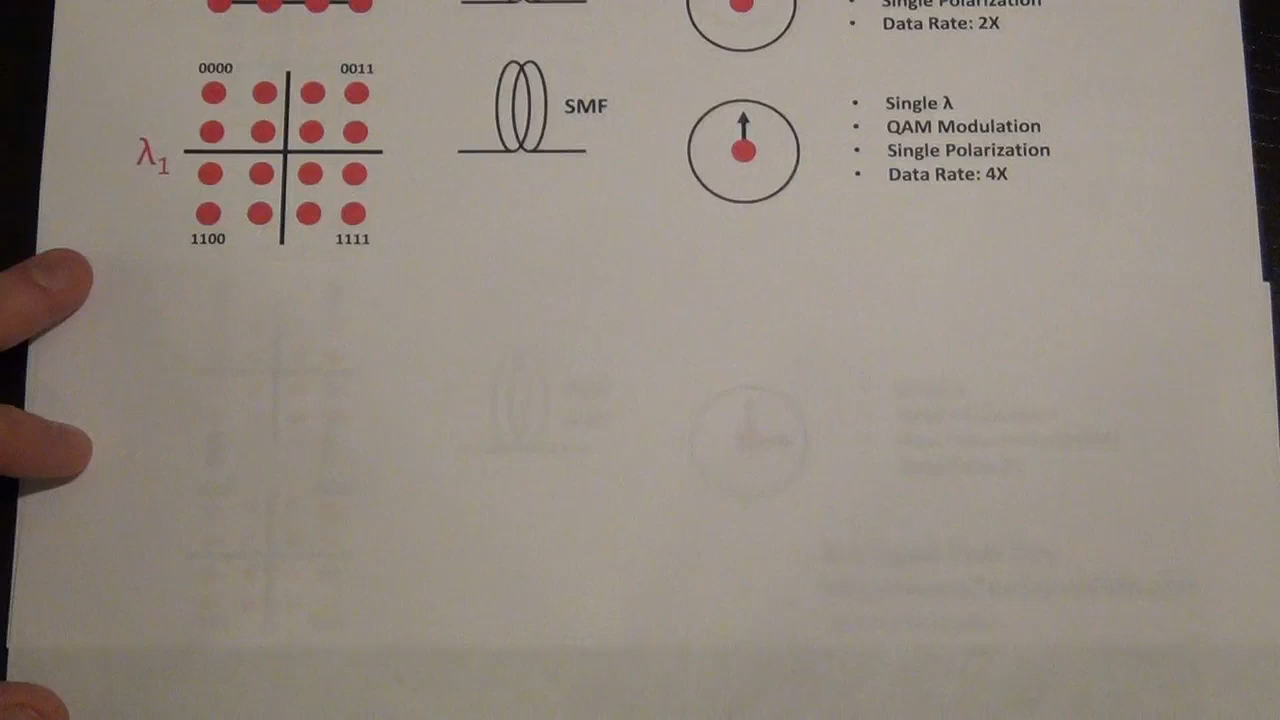 Single Polarization
• Data Rate: 2X
0000 0011
λ1
1100 1111
SMF
• Single λ
• QAM Modulation
• Single Polarization
• Data Rate: 4X